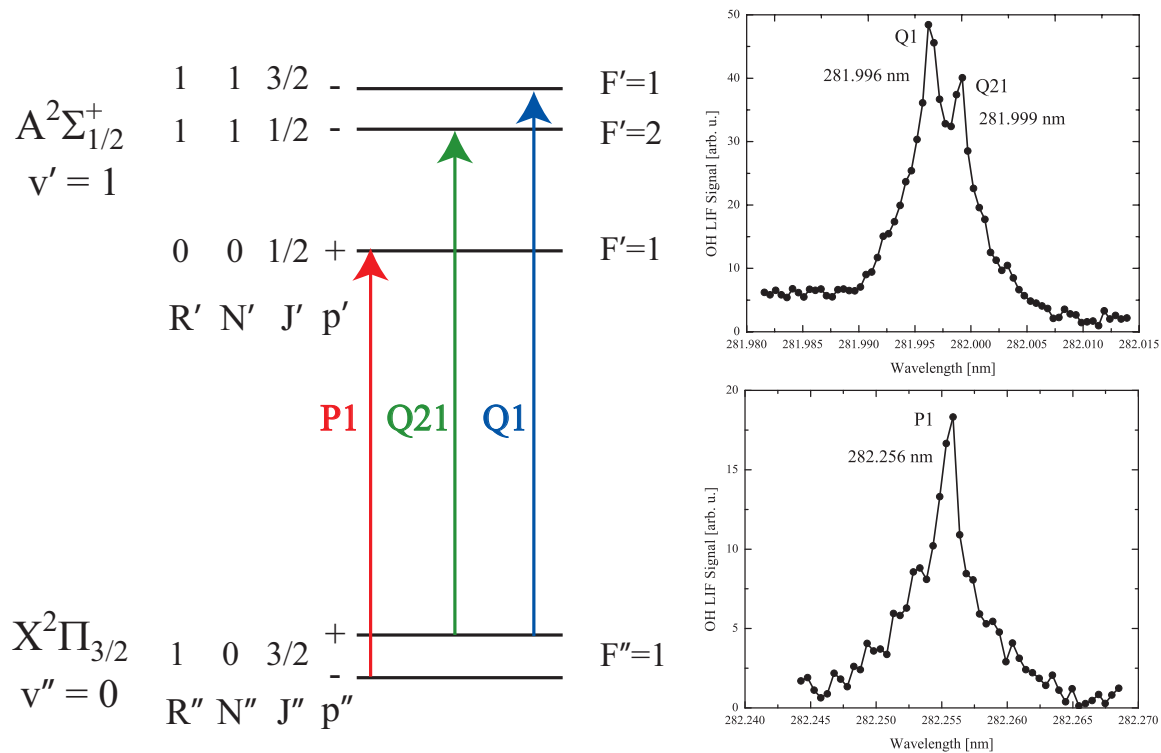 1 1 3/2 - F′=1
A²Σ⁺₁/₂ 1 1 1/2 - F′=2
v′ = 1
0 0 1/2 + F′=1
R′ N′ J′ p′
P1 Q21 Q1
+
X²Π₃/₂ 1 0 3/2 F″=1
-
v″ = 0
R″ N″ J″ p″
50
40
30
20
10
0
OH LIF Signal [arb. u.]
Q1
281.996 nm
Q21
281.999 nm
281.980 281.985 281.990 281.995 282.000 282.005 282.010 282.015
Wavelength [nm]
20
15
10
5
0
OH LIF Signal [arb. u.]
P1
282.256 nm
282.240 282.245 282.250 282.255 282.260 282.265 282.270
Wavelength [nm]